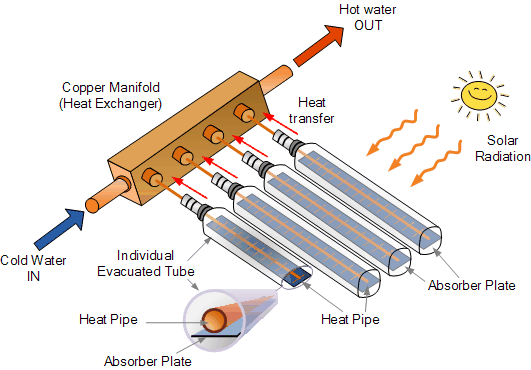 Hot water
OUT
Copper Manifold
(Heat Exchanger)
Heat
transfer
Solar
Radiation
Cold Water
IN
Individual
Evacuated Tube
Absorber Plate
Heat Pipe
Heat Pipe
Absorber Plate